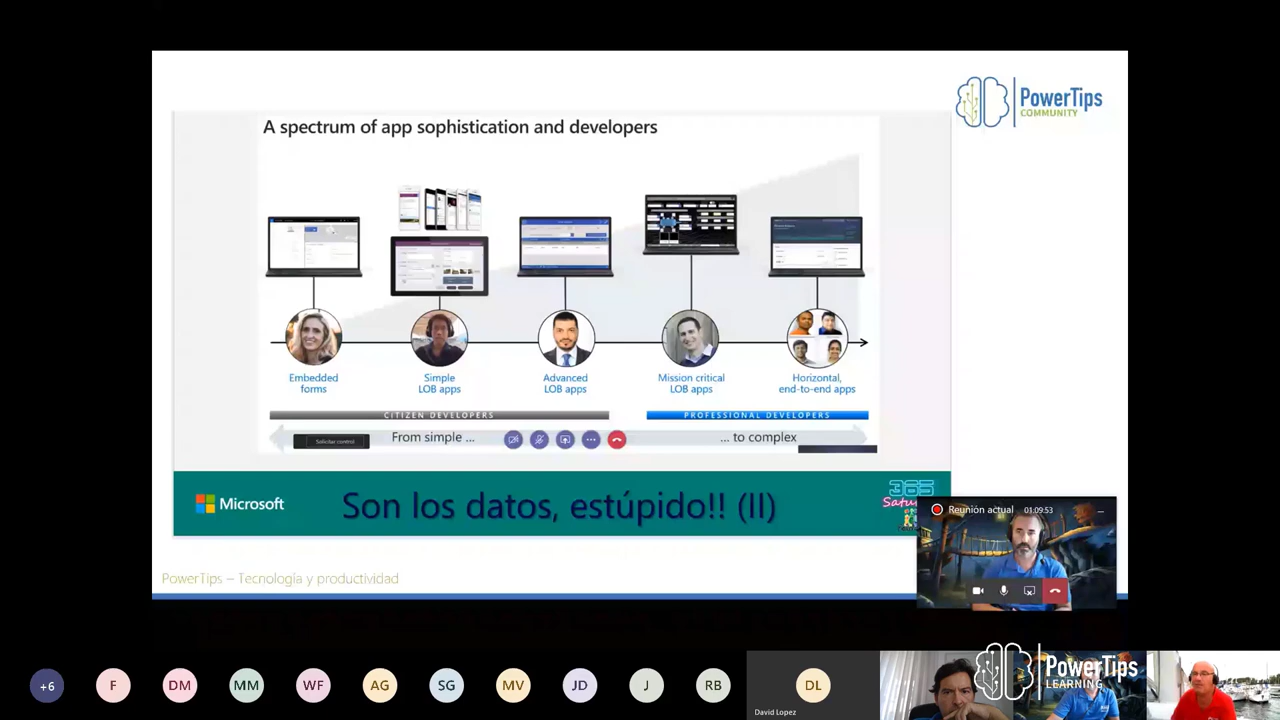 PowerTips
COMMUNITY
A spectrum of app sophistication and developers
Embedded
forms
Simple
LOB apps
Advanced
LOB apps
Mission critical
LOB apps
Horizontal,
end-to-end apps
CITIZEN DEVELOPERS
PROFESSIONAL DEVELOPERS
Solicitar control
From simple ...
... to complex
Microsoft
Son los datos, estúpido!! (II)
365
Reunión actual
01:09:53
PowerTips – Tecnología y productividad
+6
F
DM
MM
WF
AG
SG
MV
JD
J
RB
DL
David Lopez
PowerTips
LEARNING